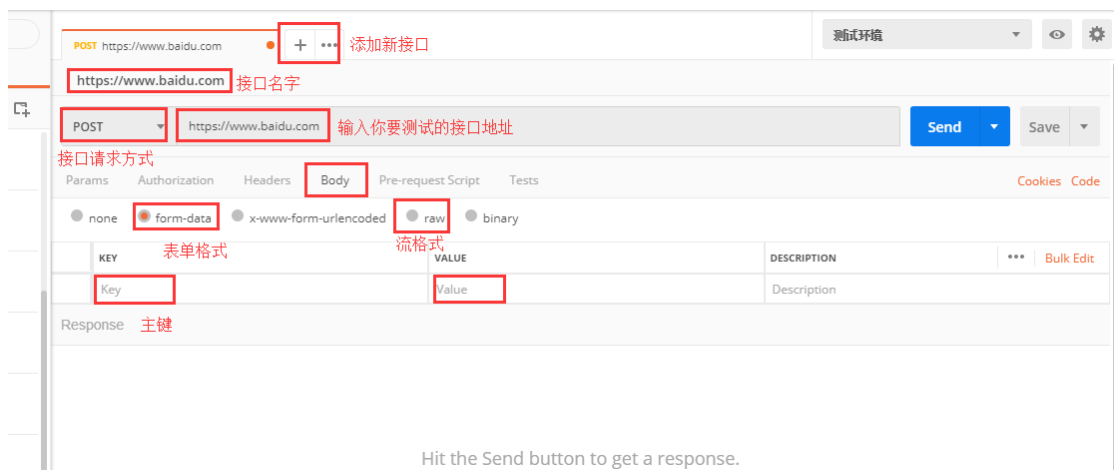 POST https://www.baidu.com + ••• 添加新接口 测试环境
https://www.baidu.com 接口名字
POST https://www.baidu.com 输入你要测试的接口地址 Send Save
接口请求方式
Params Authorization Headers Body Pre-request Script Tests Cookies Code
none form-data x-www-form-urlencoded raw binary
表单格式 流格式
KEY VALUE DESCRIPTION ••• Bulk Edit
Key Value Description
Response 主键
Hit the Send button to get a response.